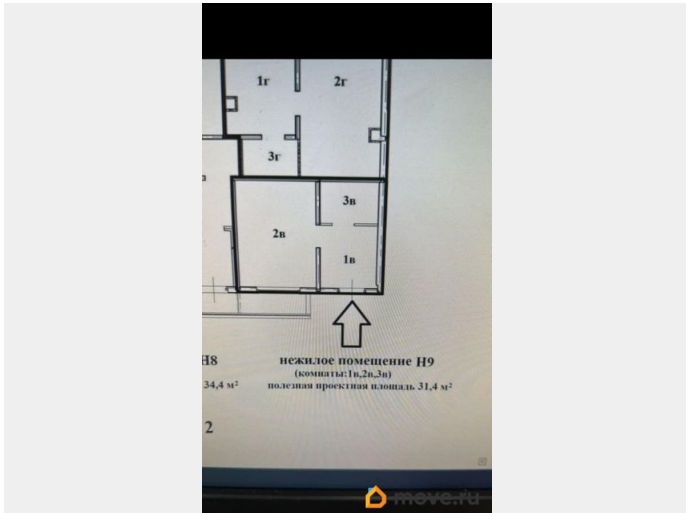 1г 2г
3г
3в
2в
1в
Н8 нежилое помещение Н9
(комнаты:1в,2в,3в)
34,4 м² полезная проектная площадь 31,4 м²
2
move.ru